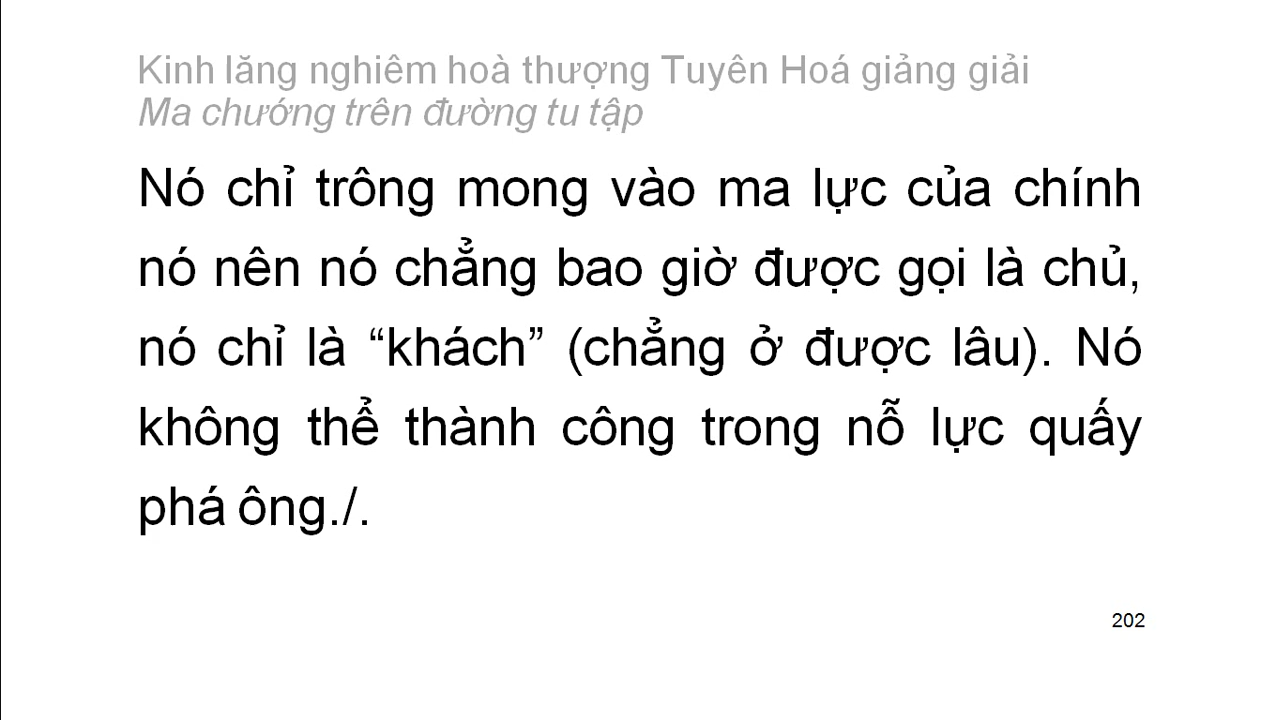 Kinh lăng nghiêm hoà thượng Tuyên Hoá giảng giải
Ma chướng trên đường tu tập
Nó chỉ trông mong vào ma lực của chính
nó nên nó chẳng bao giờ được gọi là chủ,
nó chỉ là “khách” (chẳng ở được lâu). Nó
không thể thành công trong nỗ lực quấy
phá ông./.
202